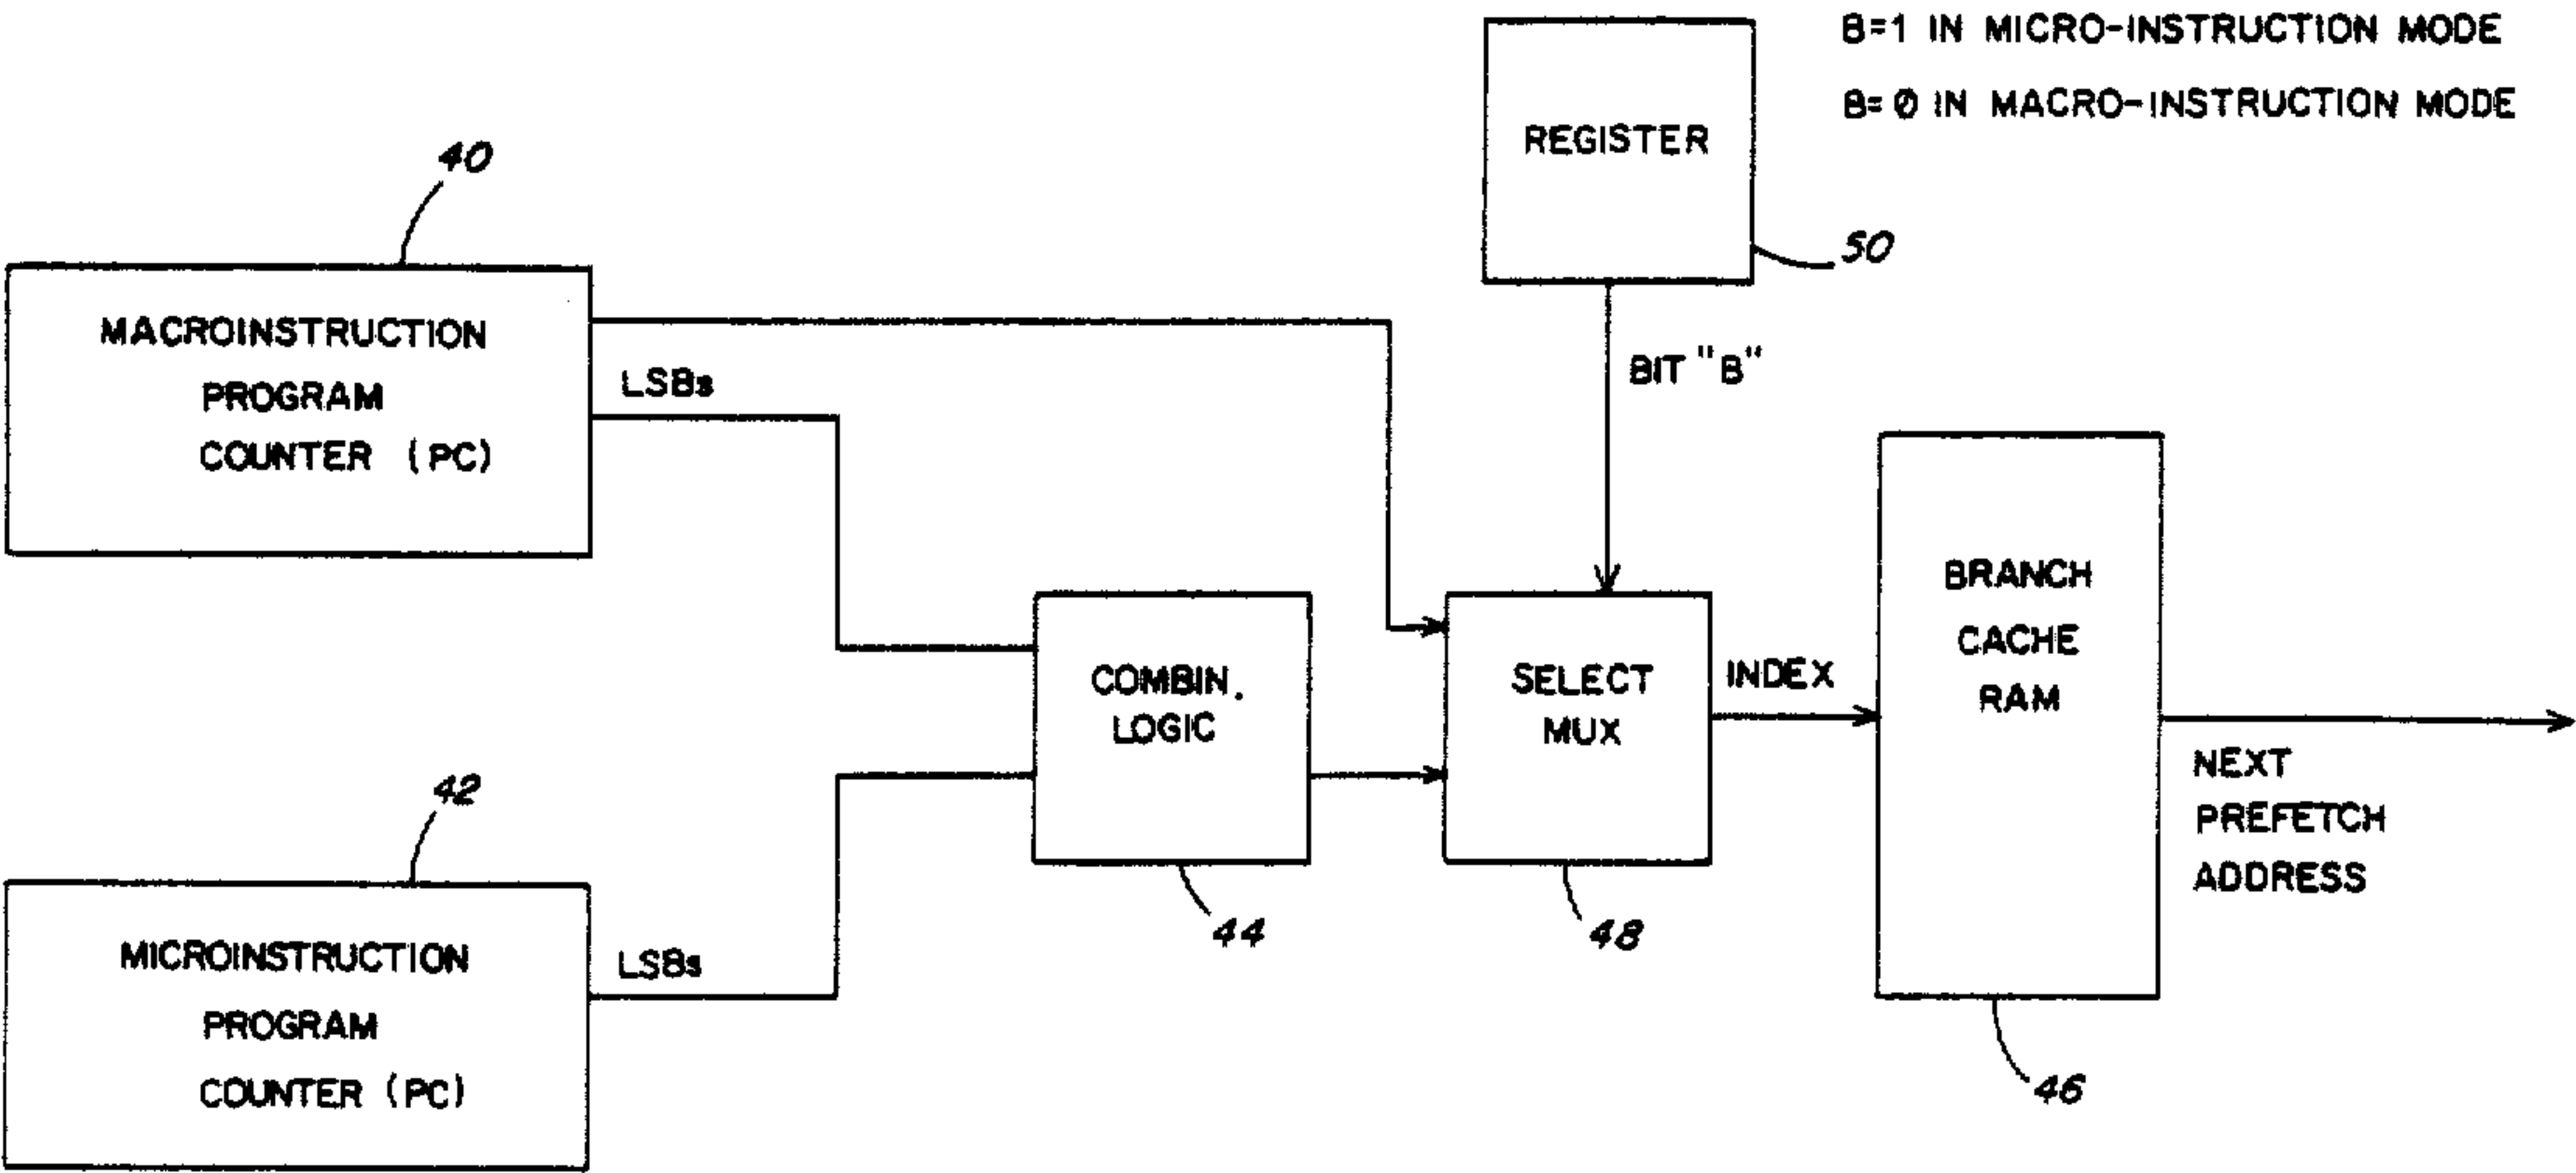 B=1 IN MICRO-INSTRUCTION MODE
B=0 IN MACRO-INSTRUCTION MODE
REGISTER
50
40
MACROINSTRUCTION
PROGRAM
COUNTER (PC)
LSBs
BIT "B"
COMBIN.
LOGIC
44
SELECT
MUX
48
INDEX
BRANCH
CACHE
RAM
46
NEXT
PREFETCH
ADDRESS
42
MICROINSTRUCTION
PROGRAM
COUNTER (PC)
LSBs